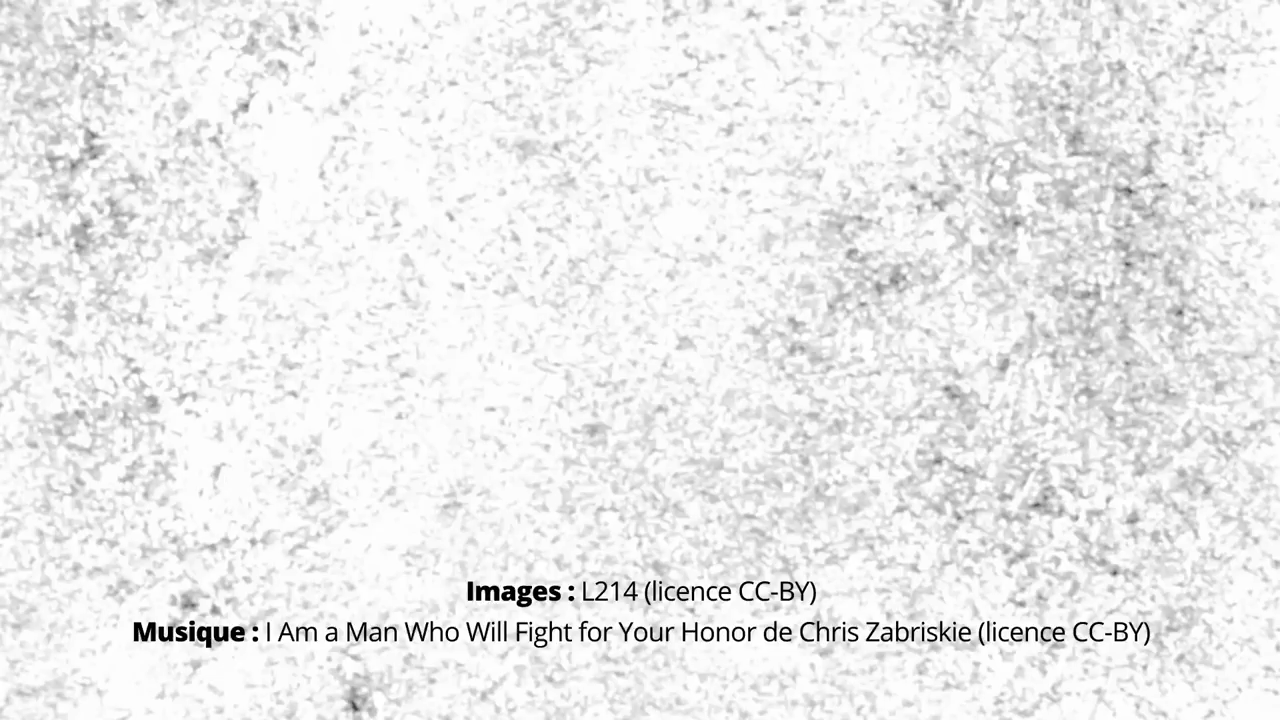 Images : L214 (licence CC-BY)
Musique : I Am a Man Who Will Fight for Your Honor de Chris Zabriskie (licence CC-BY)